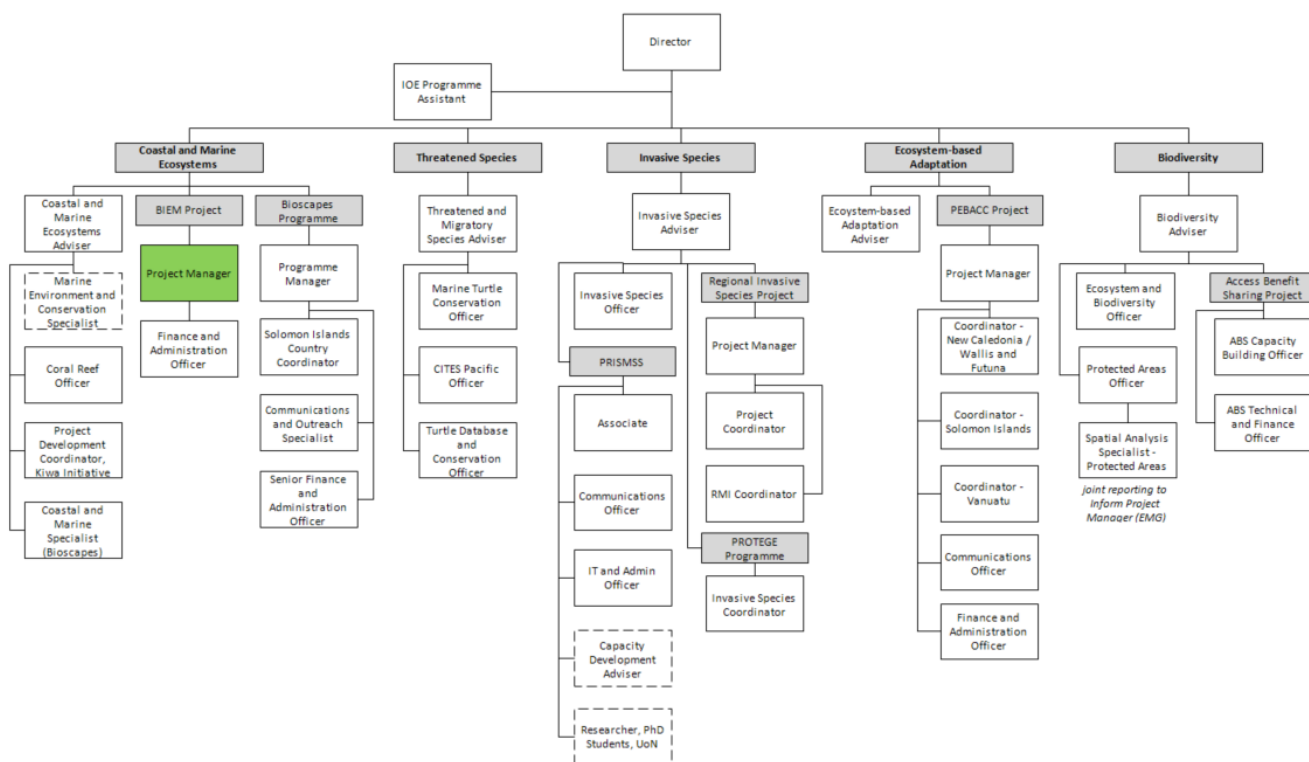 Director
IOE Programme
Assistant
Coastal and Marine
Ecosystems
Threatened Species
Invasive Species
Ecosystem-based
Adaptation
Biodiversity
Coastal and
Marine
Ecosystems
Adviser
BIEM Project
Bioscapes
Programme
Threatened and
Migratory
Species Adviser
Invasive Species
Adviser
Ecoystem-based
Adaptation
Adviser
PEBACC Project
Biodiversity
Adviser
Marine
Environment and
Conservation
Specialist
Project Manager
Programme
Manager
Marine Turtle
Conservation
Officer
Invasive Species
Officer
Regional Invasive
Species Project
Project Manager
Ecosystem and
Biodiversity
Officer
Access Benefit
Sharing Project
Coral Reef
Officer
Finance and
Administration
Officer
Solomon Islands
Country
Coordinator
CITES Pacific
Officer
PRISMSS
Project Manager
Coordinator -
New Caledonia /
Wallis and
Futuna
Protected Areas
Officer
ABS Capacity
Building Officer
Project
Development
Coordinator,
Kiwa Initiative
Communications
and Outreach
Specialist
Turtle Database
and
Conservation
Officer
Associate
Project
Coordinator
Coordinator -
Solomon Islands
Spatial Analysis
Specialist -
Protected Areas
ABS Technical
and Finance
Officer
joint reporting to
Inform Project
Manager (EMG)
Coastal and
Marine
Specialist
(Bioscapes)
Senior Finance
and
Administration
Officer
Communications
Officer
RMI Coordinator
Coordinator -
Vanuatu
PROTEGE
Programme
IT and Admin
Officer
Invasive Species
Coordinator
Communications
Officer
Capacity
Development
Adviser
Finance and
Administration
Officer
Researcher, PhD
Students, UoN